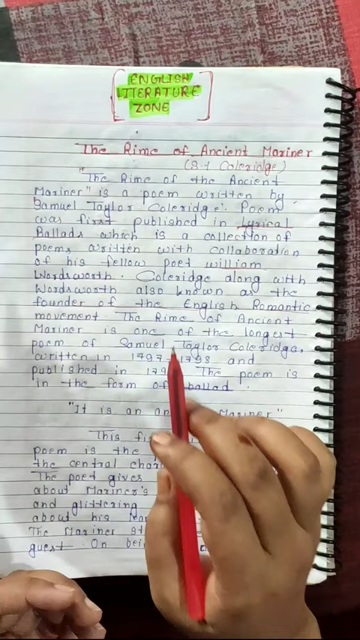 ENGLISH
LITERATURE
ZONE
The Rime of Ancient Mariner
(S.T Coleridge)
"The Rime of the Ancient
Mariner" is a poem written by
Samuel Taylor Coleridge. Poem
was first published in Lyrical
Ballads which is a collection of
poems written with collaboration
of his fellow poet william
Wordsworth. Coleridge along with
Wordsworth also known as the
founder of the English Romantic
movement. The Rime of Ancient
Mariner is one of the longest
poem of Samuel Taylor Coleridge,
written in 1797-1798 and
published in The poem is
in the form of ballad.
"It is an Mariner"
This
poem is the
the central
The poet gives
about Mariner's
and glittering
about his
The Mariner
guest. On